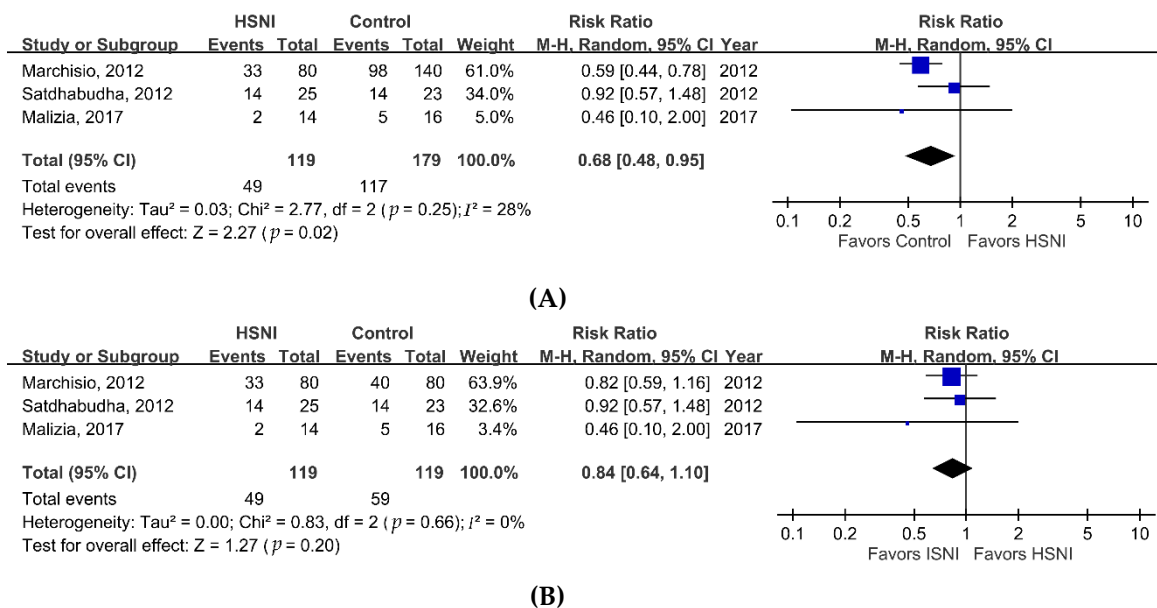 HSNI Control Risk Ratio Risk Ratio
Study or Subgroup Events Total Events Total Weight M-H, Random, 95% CI Year M-H, Random, 95% CI
Marchisio, 2012 33 80 98 140 61.0% 0.59 [0.44, 0.78] 2012
Satdhabudha, 2012 14 25 14 23 34.0% 0.92 [0.57, 1.48] 2012
Malizia, 2017 2 14 5 16 5.0% 0.46 [0.10, 2.00] 2017
Total (95% CI) 119 179 100.0% 0.68 [0.48, 0.95]
Total events 49 117
Heterogeneity: Tau² = 0.03; Chi² = 2.77, df = 2 (p = 0.25); I² = 28%
Test for overall effect: Z = 2.27 (p = 0.02)
0.1 0.2 0.5 1 2 5 10
Favors Control Favors HSNI
(A)
HSNI Control Risk Ratio Risk Ratio
Study or Subgroup Events Total Events Total Weight M-H, Random, 95% CI Year M-H, Random, 95% CI
Marchisio, 2012 33 80 40 80 63.9% 0.82 [0.59, 1.16] 2012
Satdhabudha, 2012 14 25 14 23 32.6% 0.92 [0.57, 1.48] 2012
Malizia, 2017 2 14 5 16 3.4% 0.46 [0.10, 2.00] 2017
Total (95% CI) 119 119 100.0% 0.84 [0.64, 1.10]
Total events 49 59
Heterogeneity: Tau² = 0.00; Chi² = 0.83, df = 2 (p = 0.66); I² = 0%
Test for overall effect: Z = 1.27 (p = 0.20)
0.1 0.2 0.5 1 2 5 10
Favors ISNI Favors HSNI
(B)